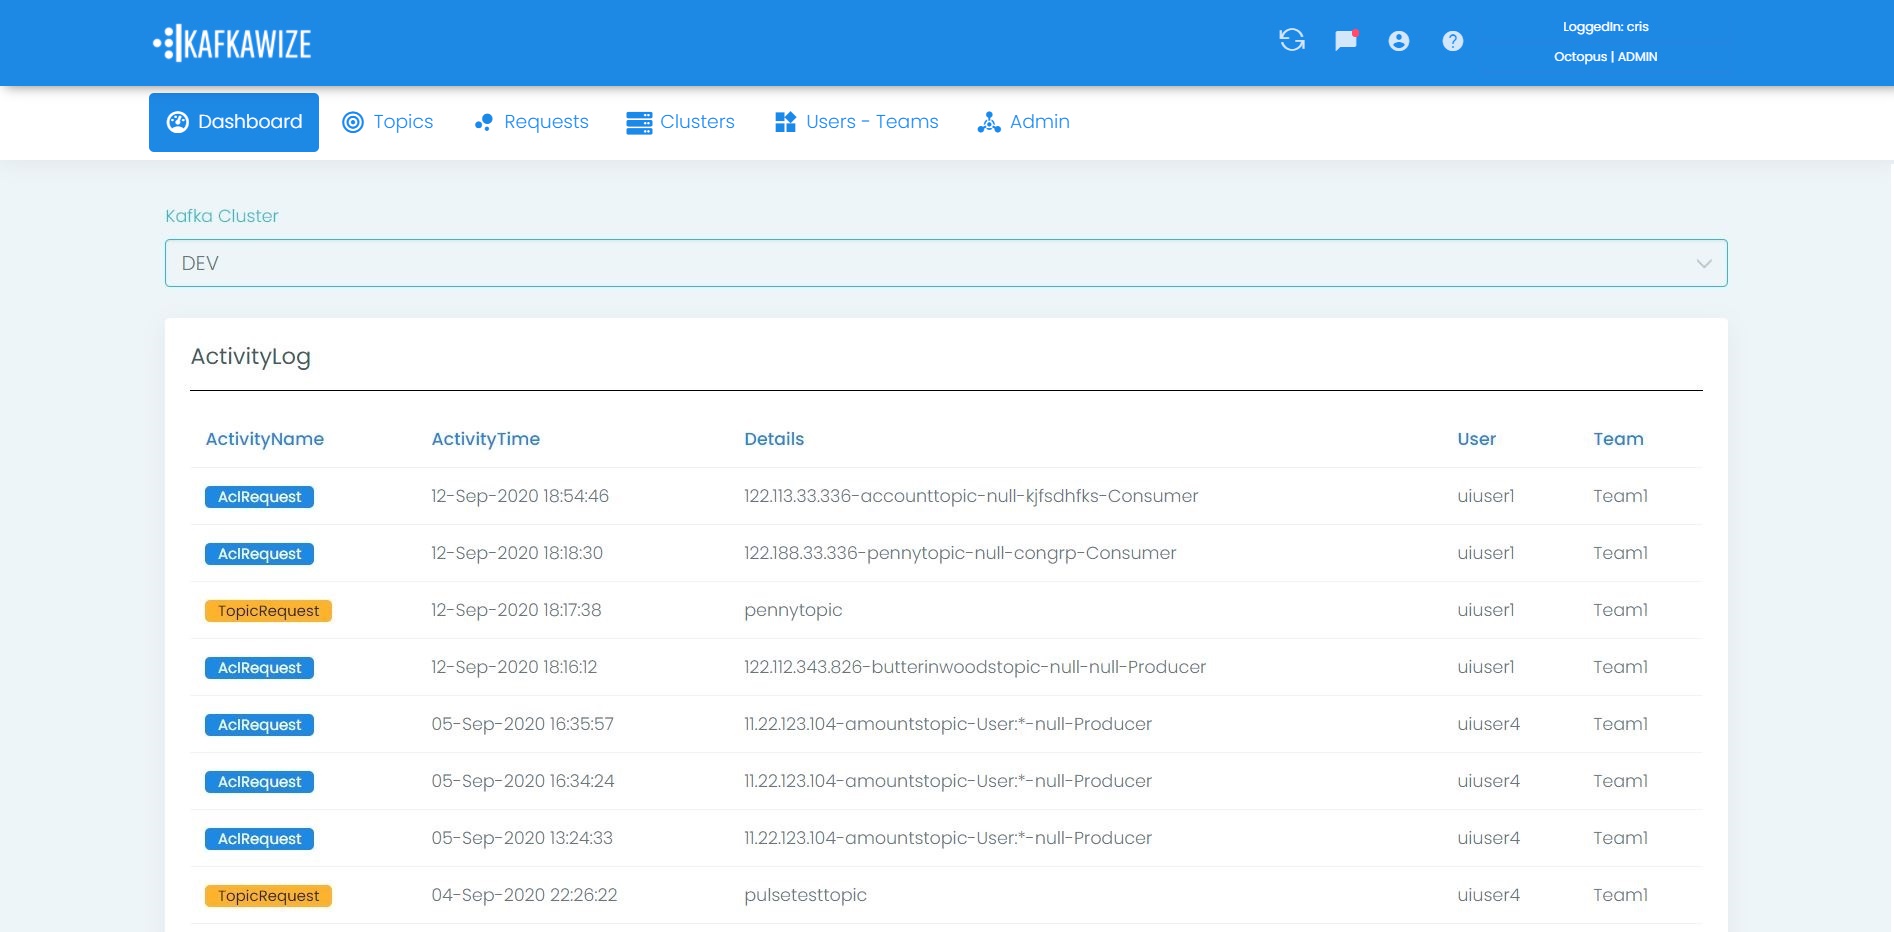 KAFKAWIZE
LoggedIn: cris
Octopus | ADMIN
Dashboard Topics Requests Clusters Users - Teams Admin
Kafka Cluster
DEV
ActivityLog
ActivityName ActivityTime Details User Team
AclRequest 12-Sep-2020 18:54:46 122.113.33.336-accounttopic-null-kjfsdhfks-Consumer uiuser1 Team1
AclRequest 12-Sep-2020 18:18:30 122.188.33.336-pennytopic-null-congrp-Consumer uiuser1 Team1
TopicRequest 12-Sep-2020 18:17:38 pennytopic uiuser1 Team1
AclRequest 12-Sep-2020 18:16:12 122.112.343.826-butterinwoodstopic-null-null-Producer uiuser1 Team1
AclRequest 05-Sep-2020 16:35:57 11.22.123.104-amountstopic-User:*-null-Producer uiuser4 Team1
AclRequest 05-Sep-2020 16:34:24 11.22.123.104-amountstopic-User:*-null-Producer uiuser4 Team1
AclRequest 05-Sep-2020 13:24:33 11.22.123.104-amountstopic-User:*-null-Producer uiuser4 Team1
TopicRequest 04-Sep-2020 22:26:22 pulsetesttopic uiuser4 Team1